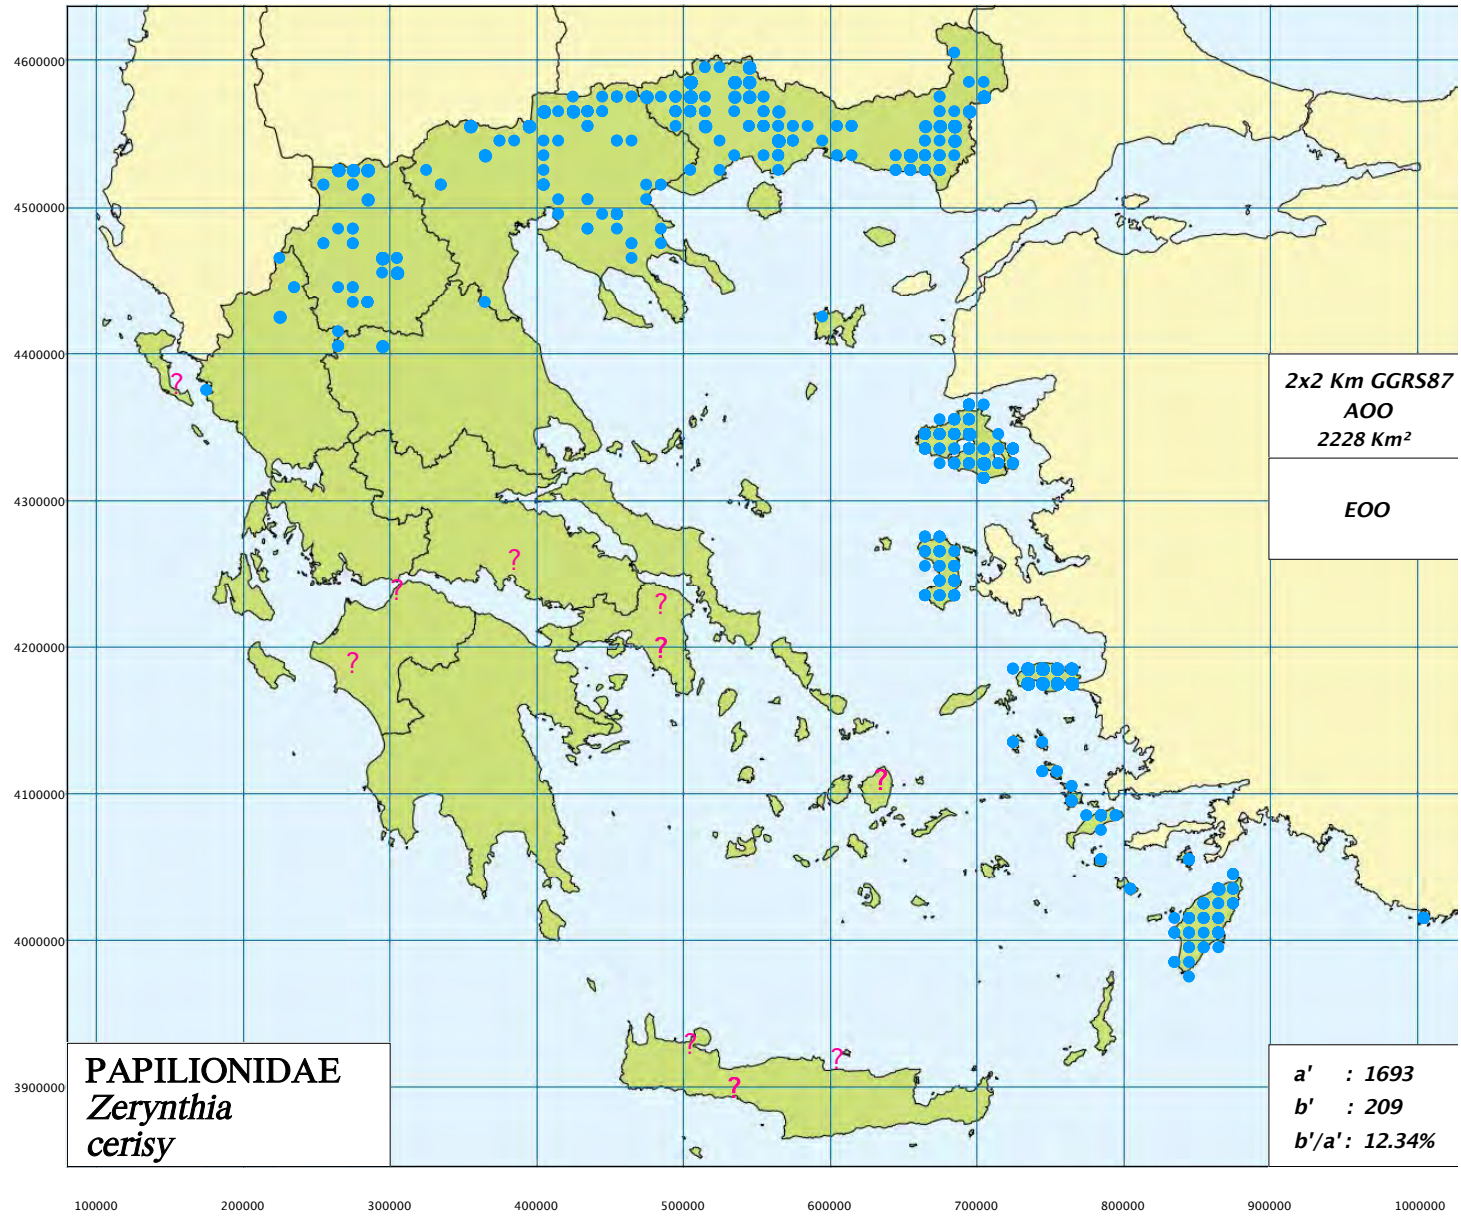 4600000
4500000
4400000
?
2x2 Km GGRS87
AOO
2228 Km²
EOO
4300000
?
?
?
4200000
?
?
?
4100000
4000000
?
?
?
3900000
PAPILIONIDAE
Zerynthia
cerisy
a' : 1693
b' : 209
b'/a' : 12.34%
100000 200000 300000 400000 500000 600000 700000 800000 900000 1000000